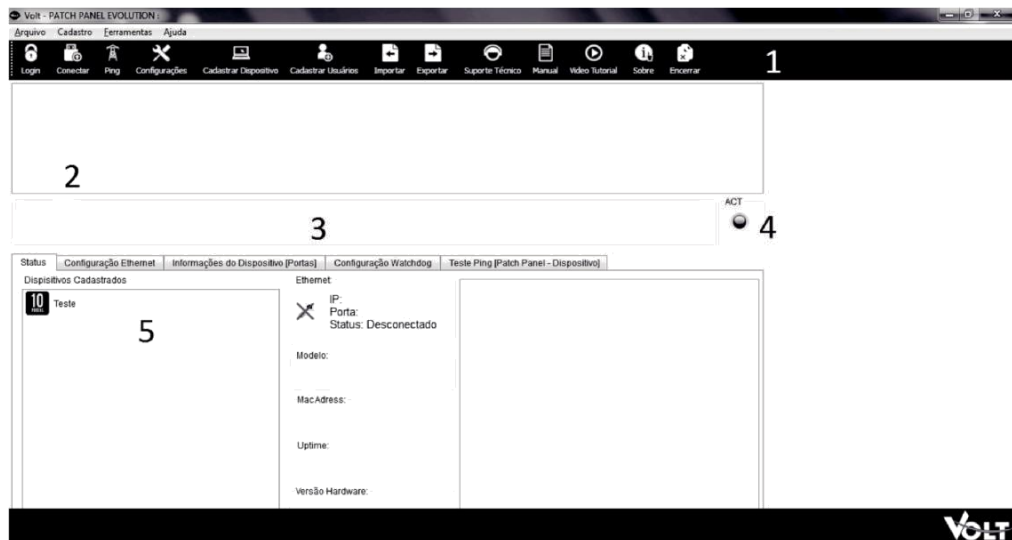 Volt - PATCH PANEL EVOLUTION :
Arquivo Cadastro Ferramentas Ajuda
Login Conectar Ping Configurações Cadastrar Dispositivo Cadastrar Usuários Importar Exportar Suporte Técnico Manual Video Tutorial Sobre Encerrar
1
2
ACT
3
4
Status Configuração Ethernet Informações do Dispositivo [Portas] Configuração Watchdog Teste Ping [Patch Panel - Dispositivo]
Dispisitivos Cadastrados
10
Teste
5
Ethernet
IP:
Porta:
Status: Desconectado
Modelo:
MacAdress:
Uptime:
Versão Hardware:
VOLT